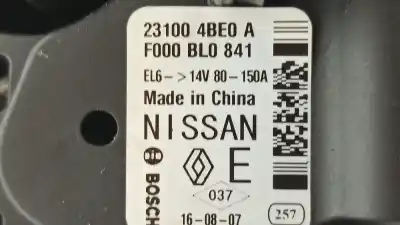 23100 4BE0 A
F000 BL0 841
EL6-> 14V 80-150A
Made in China
NISSAN
BOSCH
E
037
16-08-07
257